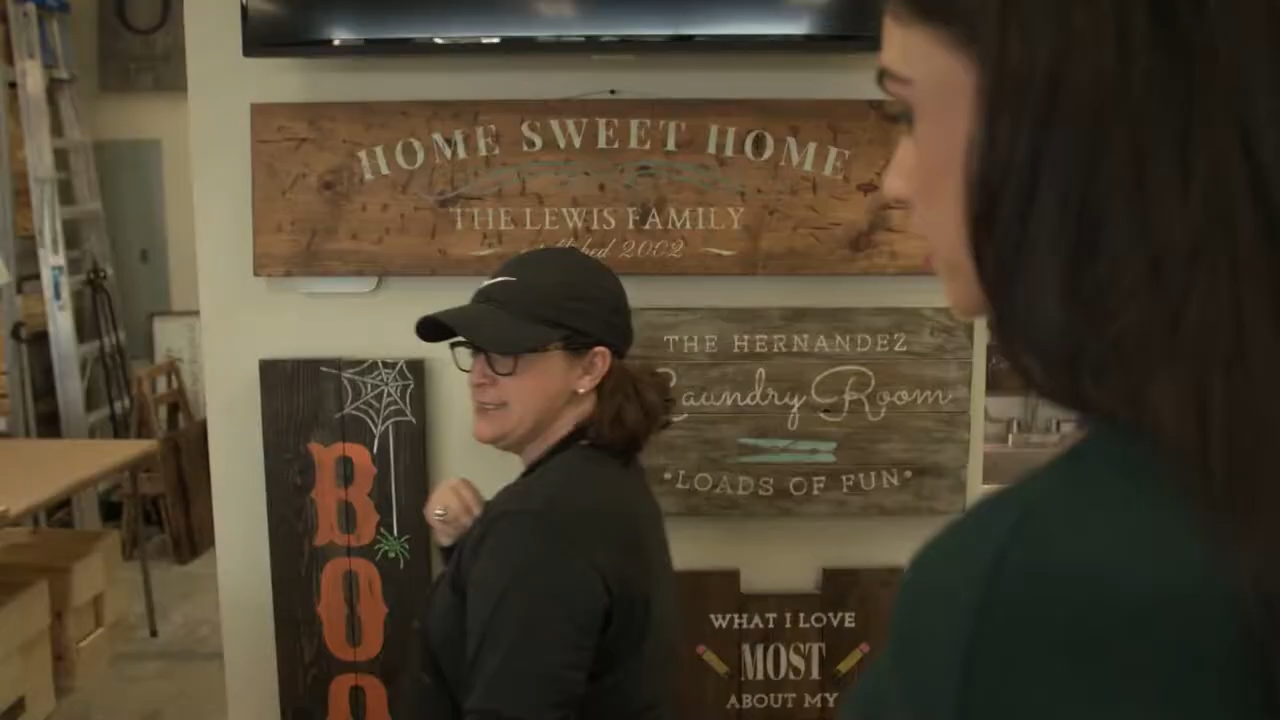 HOME SWEET HOME
THE LEWIS FAMILY
2002
THE HERNANDEZ
Laundry Room
"LOADS OF FUN"
BOO
WHAT I LOVE
MOST
ABOUT MY